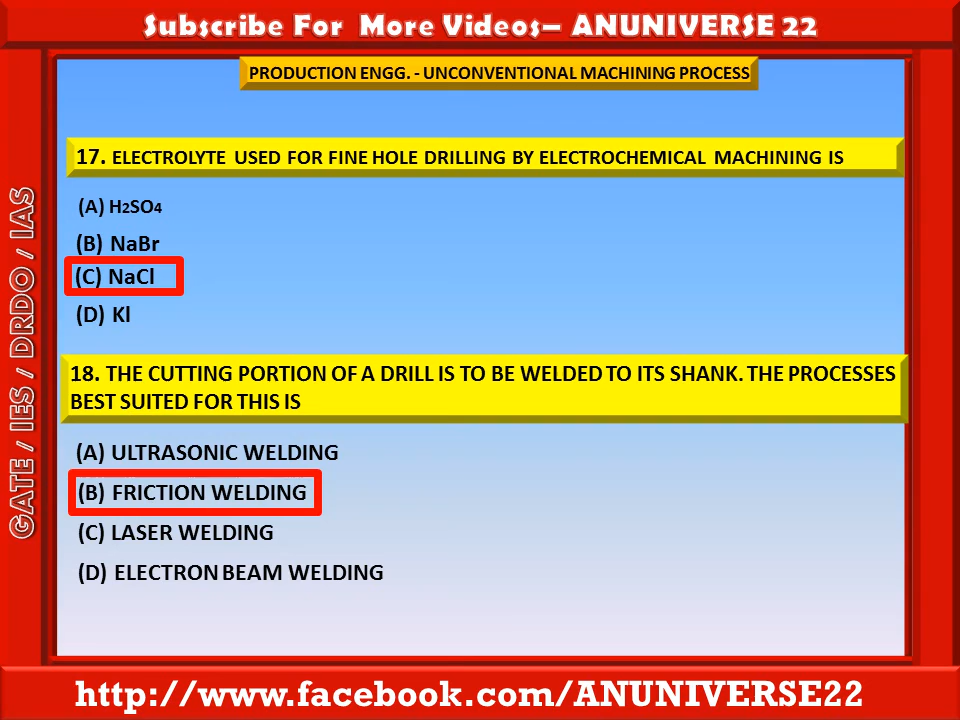 Subscribe For More Videos– ANUNIVERSE 22
PRODUCTION ENGG. - UNCONVENTIONAL MACHINING PROCESS
17. ELECTROLYTE USED FOR FINE HOLE DRILLING BY ELECTROCHEMICAL MACHINING IS
(A) H2SO4
(B) NaBr
(C) NaCl
(D) Kl
18. THE CUTTING PORTION OF A DRILL IS TO BE WELDED TO ITS SHANK. THE PROCESSES
BEST SUITED FOR THIS IS
(A) ULTRASONIC WELDING
(B) FRICTION WELDING
(C) LASER WELDING
(D) ELECTRON BEAM WELDING
GATE / IES / DRDO / IAS
http://www.facebook.com/ANUNIVERSE22